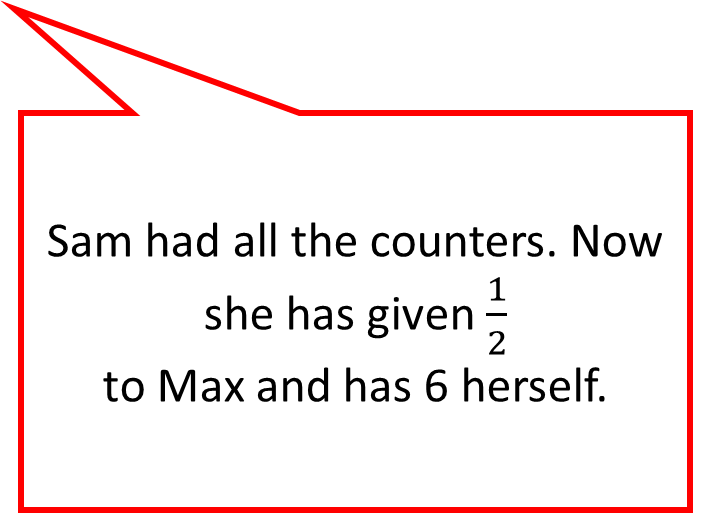 Sam had all the counters. Now
she has given 1/2
to Max and has 6 herself.